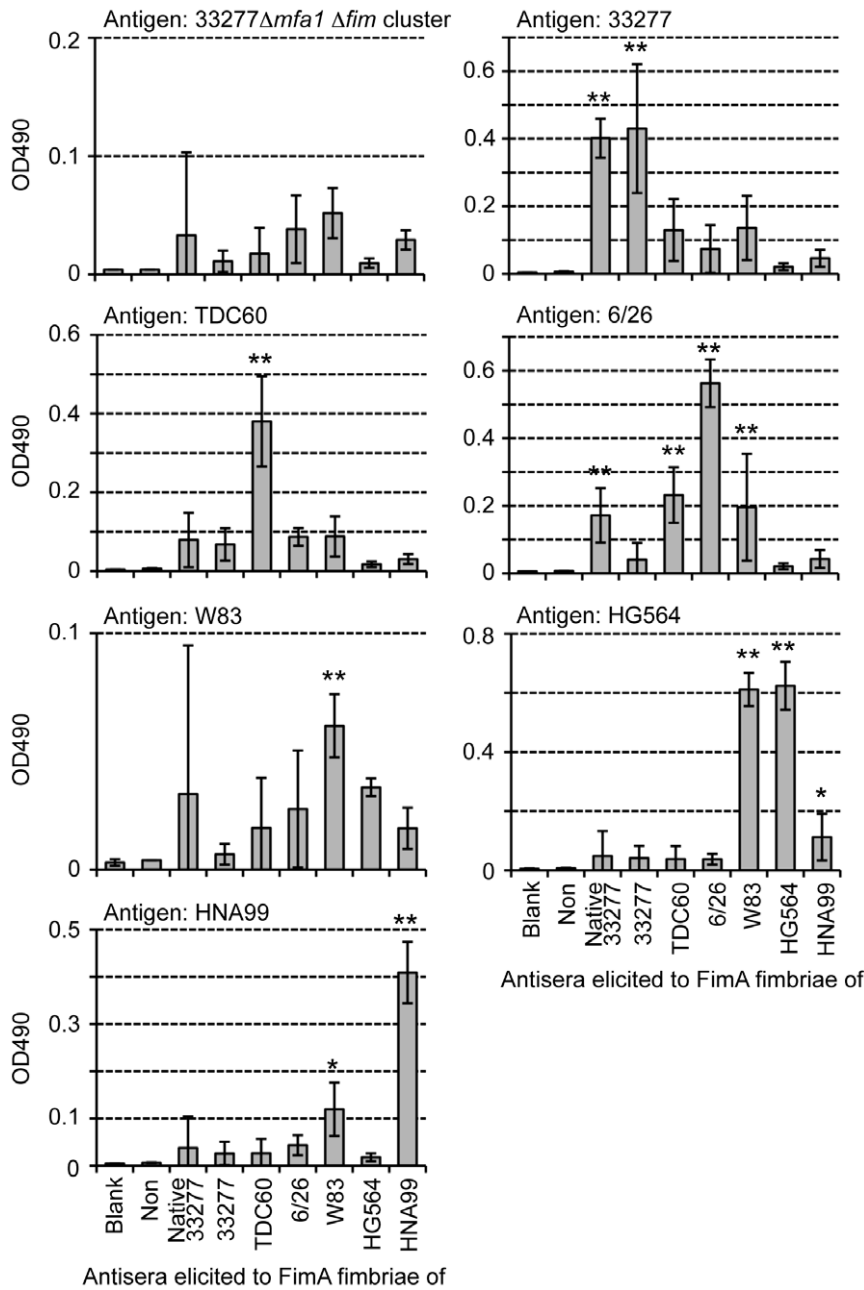 Antigen: 33277Δmfa1 Δfim cluster
0.2
0.1
0
OD490
Antigen: 33277
**
**
0.6
0.4
0.2
0
Antigen: TDC60
**
0.6
0.4
0.2
0
OD490
Antigen: 6/26
**
**
**
**
0.6
0.4
0.2
0
Antigen: W83
**
0.1
0
OD490
Antigen: HG564
**
**
*
0.8
0.4
0
Blank
Non
Native
33277
33277
TDC60
6/26
W83
HG564
HNA99
Antisera elicited to FimA fimbriae of
Antigen: HNA99
**
*
0.5
0.3
0.1
0
OD490
Blank
Non
Native
33277
33277
TDC60
6/26
W83
HG564
HNA99
Antisera elicited to FimA fimbriae of